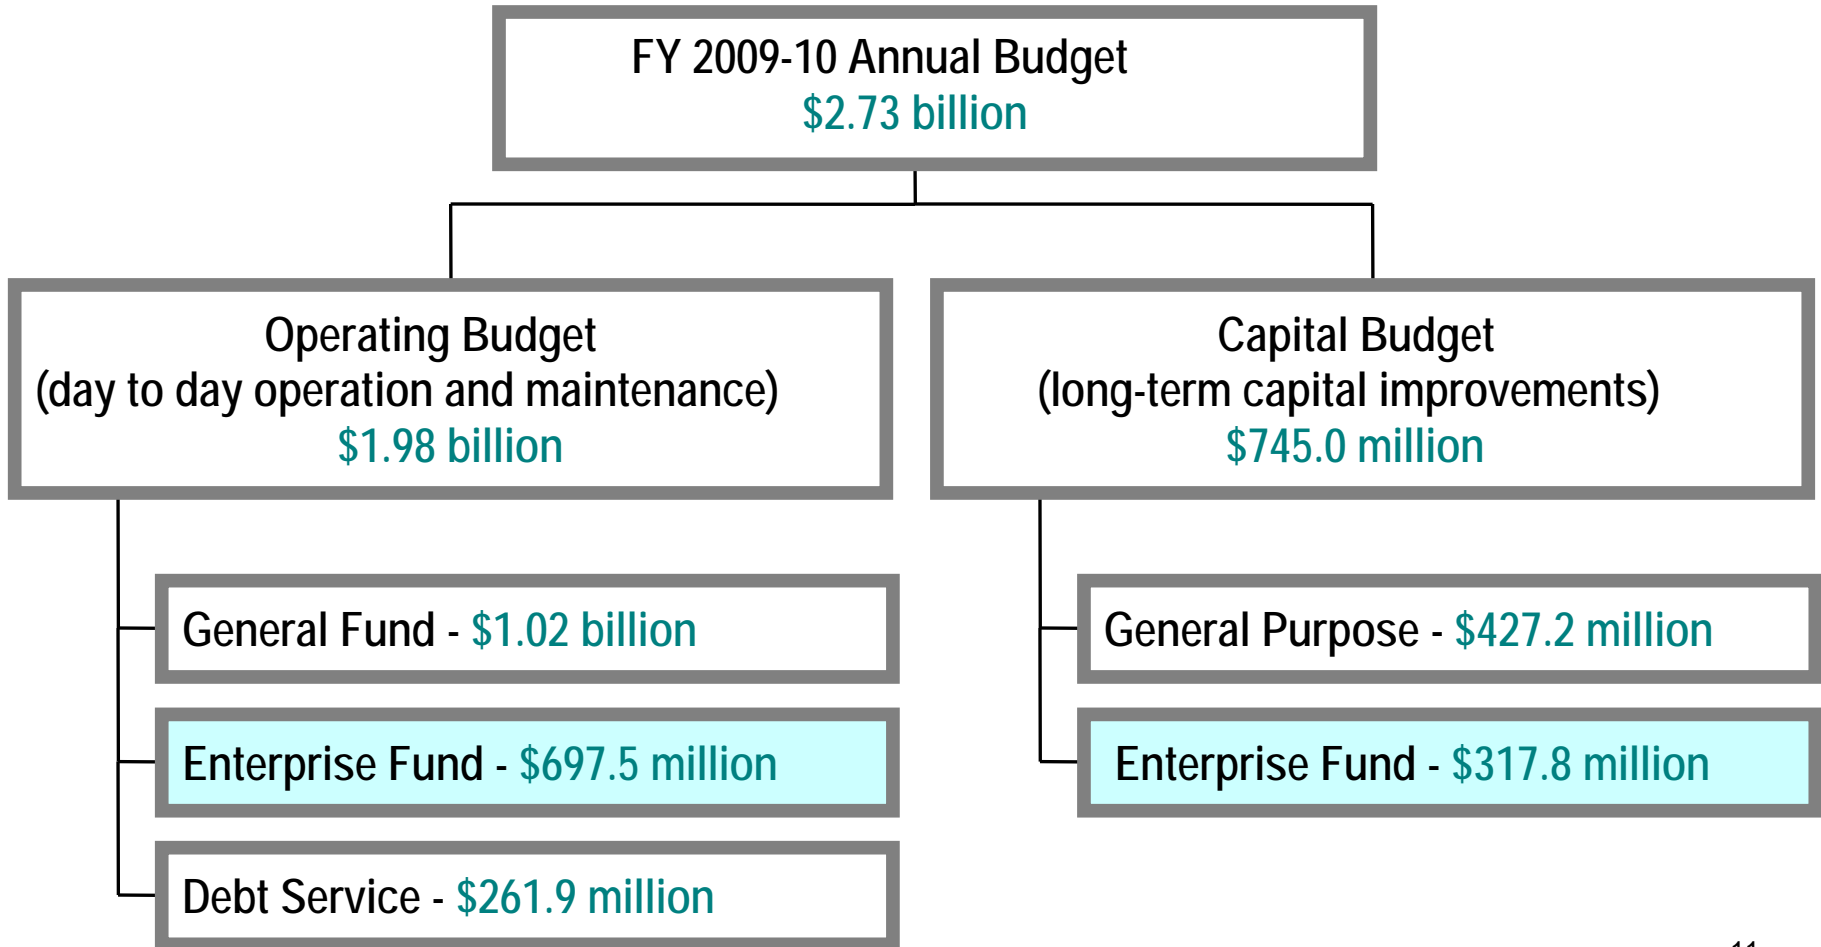 FY 2009-10 Annual Budget
$2.73 billion
Operating Budget
(day to day operation and maintenance)
$1.98 billion
Capital Budget
(long-term capital improvements)
$745.0 million
General Fund - $1.02 billion
General Purpose - $427.2 million
Enterprise Fund - $697.5 million
Enterprise Fund - $317.8 million
Debt Service - $261.9 million
11